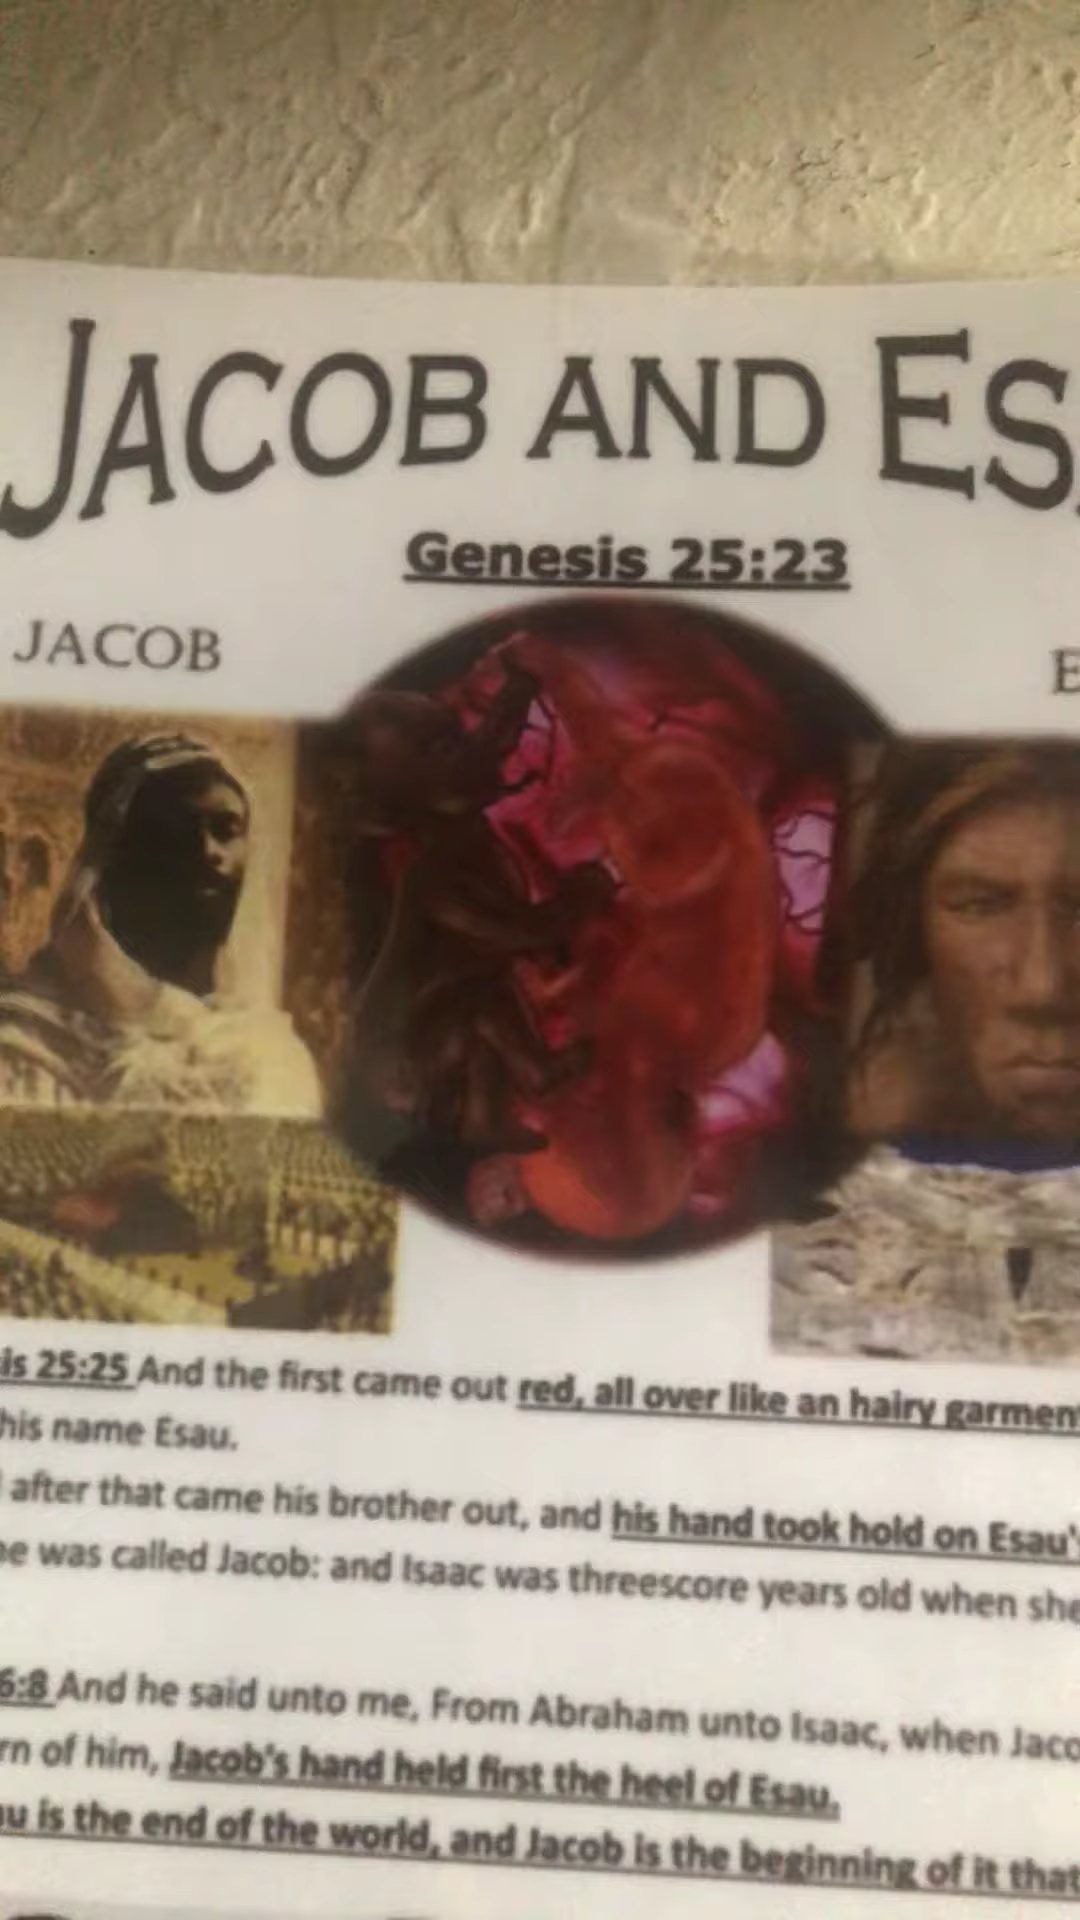 JACOB AND ES
Genesis 25:23
JACOB
E
is 25:25 And the first came out red, all over like an hairy garment
his name Esau.
after that came his brother out, and his hand took hold on Esau's
he was called Jacob: and Isaac was threescore years old when she
6:8 And he said unto me, From Abraham unto Isaac, when Jaco
rn of him, Jacob's hand held first the heel of Esau.
au is the end of the world, and Jacob is the beginning of it that